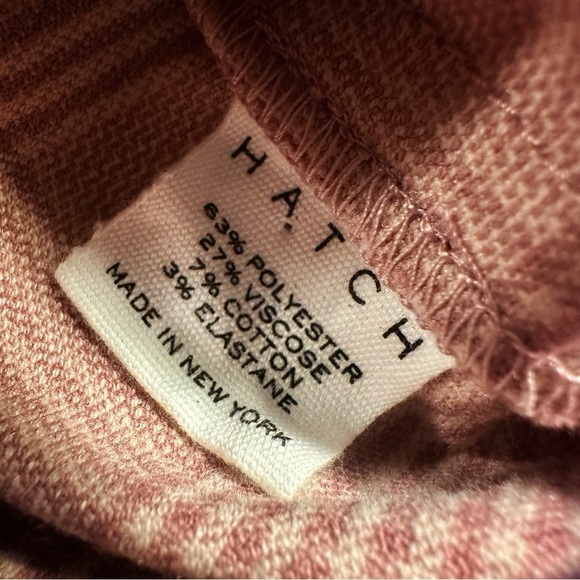 HATCH
63% POLYESTER
27% VISCOSE
7% COTTON
3% ELASTANE
MADE IN NEW YORK